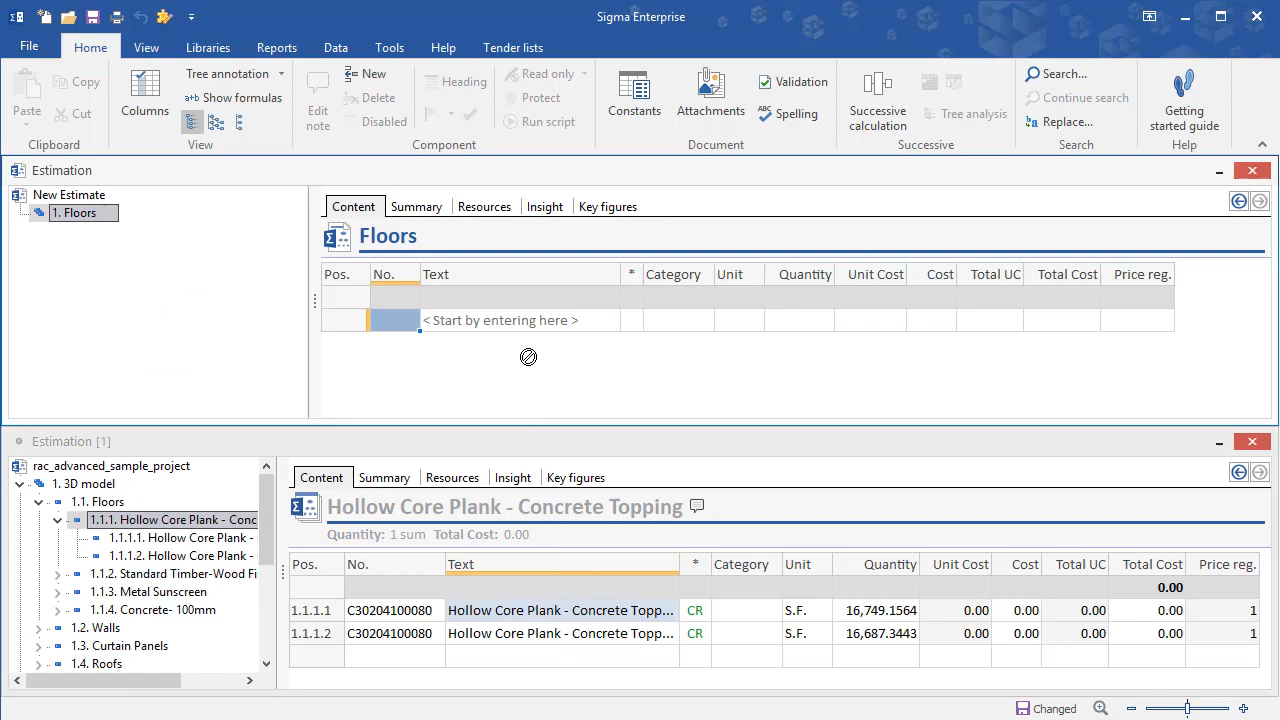 Sigma Enterprise
File Home View Libraries Reports Data Tools Help Tender lists
Paste Copy Cut Clipboard
Columns Tree annotation Show formulas View
Edit note New Delete Disabled Heading Read only Protect Run script Component
Constants Attachments Validation Spelling Document
Successive calculation Tree analysis Successive
Search... Continue search Replace... Search
Getting started guide Help
Estimation
New Estimate
1. Floors
Content Summary Resources Insight Key figures
Floors
Pos. No. Text * Category Unit Quantity Unit Cost Cost Total UC Total Cost Price reg.
< Start by entering here >
Estimation [1]
rac_advanced_sample_project
1. 3D model
1.1. Floors
1.1.1. Hollow Core Plank - Conc
1.1.1.1. Hollow Core Plank -
1.1.1.2. Hollow Core Plank -
1.1.2. Standard Timber-Wood Fi
1.1.3. Metal Sunscreen
1.1.4. Concrete- 100mm
1.2. Walls
1.3. Curtain Panels
1.4. Roofs
Content Summary Resources Insight Key figures
Hollow Core Plank - Concrete Topping
Quantity: 1 sum Total Cost: 0.00
Pos. No. Text * Category Unit Quantity Unit Cost Cost Total UC Total Cost Price reg.
0.00
1.1.1.1 C30204100080 Hollow Core Plank - Concrete Topp... CR S.F. 16,749.1564 0.00 0.00 0.00 0.00 1
1.1.1.2 C30204100080 Hollow Core Plank - Concrete Topp... CR S.F. 16,687.3443 0.00 0.00 0.00 0.00 1
Changed